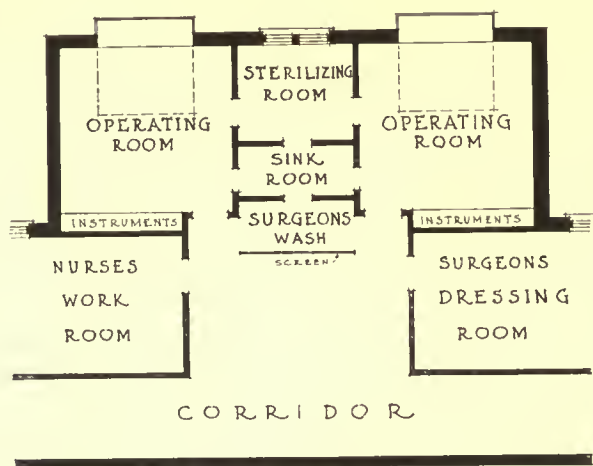 STERILIZING
ROOM
OPERATING
ROOM
OPERATING
ROOM
SINK
ROOM
INSTRUMENTS
SURGEONS
WASH
INSTRUMENTS
SCREEN
NURSES
WORK
ROOM
SURGEONS
DRESSING
ROOM
CORRIDOR